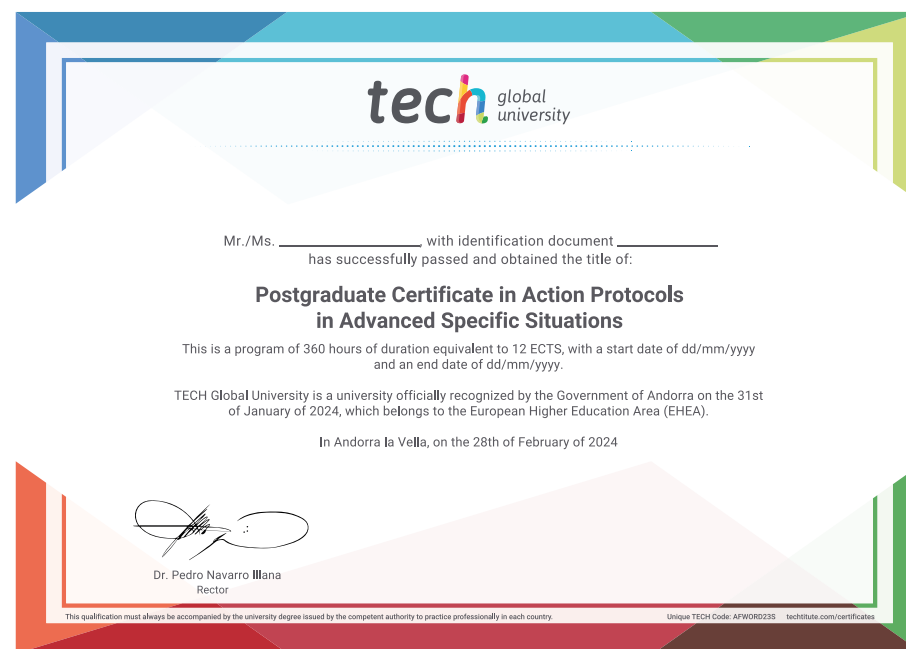 tech global
university
Mr./Ms. ____________________, with identification document ______________
has successfully passed and obtained the title of:
Postgraduate Certificate in Action Protocols
in Advanced Specific Situations
This is a program of 360 hours of duration equivalent to 12 ECTS, with a start date of dd/mm/yyyy
and an end date of dd/mm/yyyy.
TECH Global University is a university officially recognized by the Government of Andorra on the 31st
of January of 2024, which belongs to the European Higher Education Area (EHEA).
In Andorra la Vella, on the 28th of February of 2024
Dr. Pedro Navarro Illana
Rector
This qualification must always be accompanied by the university degree issued by the competent authority to practice professionally in each country. Unique TECH Code: AFWORD23S techtitute.com/certificates